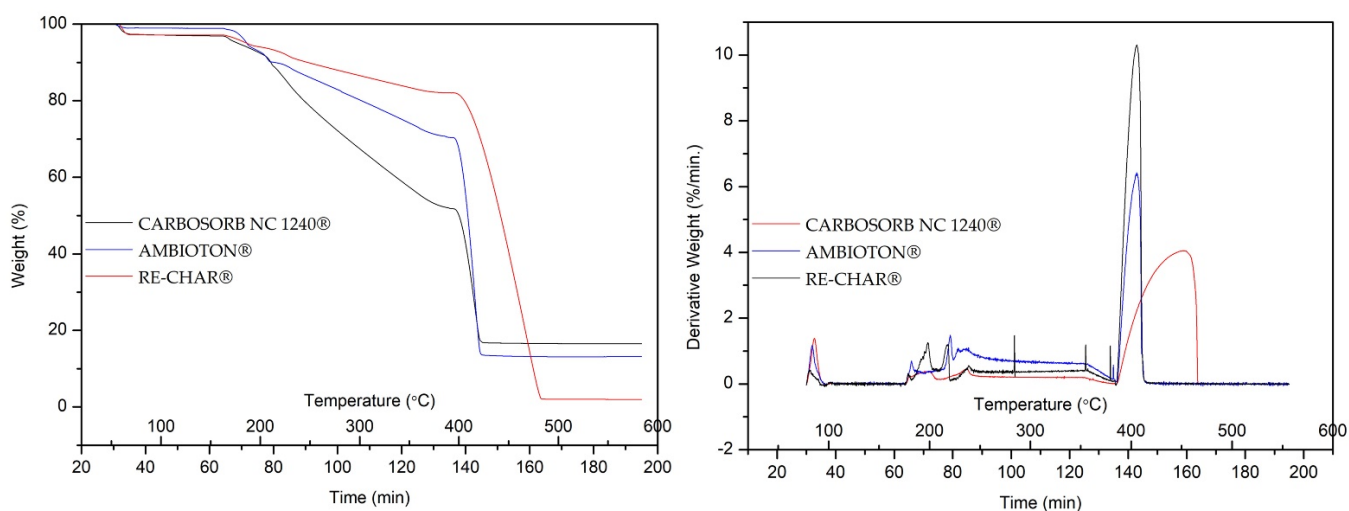 100
80
60
40
20
0
Weight (%)
CARBOSORB NC 1240®
AMBIOTON®
RE-CHAR®
Temperature (°C)
100 200 300 400 500 600
20 40 60 80 100 120 140 160 180 200
Time (min)
10
8
6
4
2
0
-2
Derivative Weight (%/min.)
CARBOSORB NC 1240®
AMBIOTON®
RE-CHAR®
Temperature (°C)
100 200 300 400 500 600
20 40 60 80 100 120 140 160 180 200
Time (min)